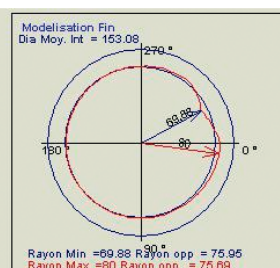 Modelisation Fin
Dia Moy. Int = 153.08
270 °
69.88
80
180
0 °
90 °
Rayon Min =69.88 Rayon opp = 75.95
Rayon Max =80 Rayon opp = 75.69